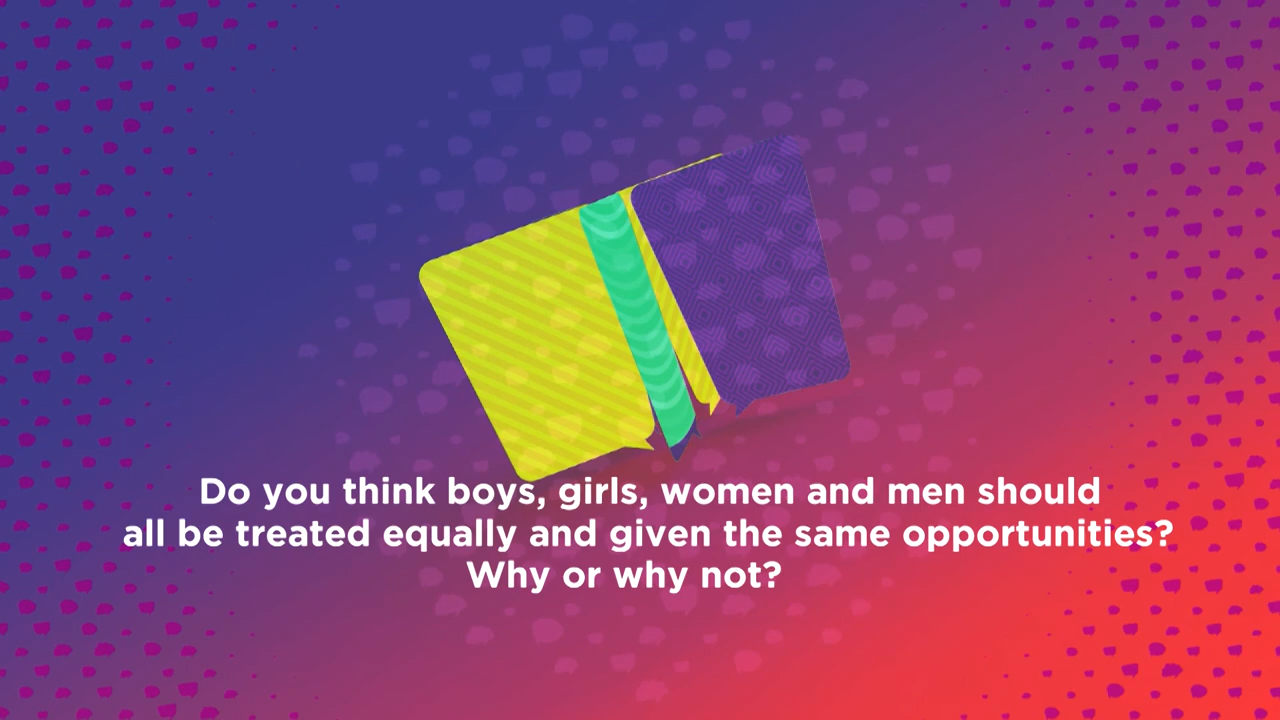 Do you think boys, girls, women and men should
all be treated equally and given the same opportunities?
Why or why not?